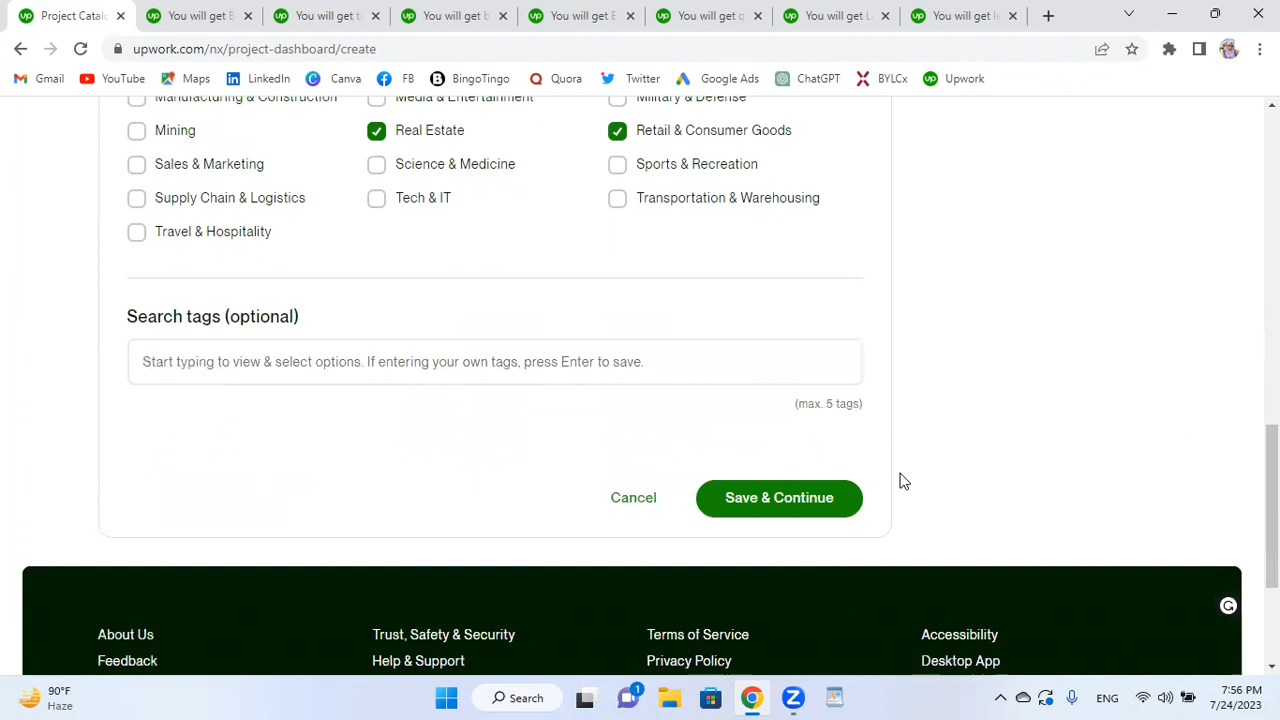 Project Catalo
You will get B
You will get t
You will get b
You will get E
You will get q
You will get L
You will get le
upwork.com/nx/project-dashboard/create
Gmail
YouTube
Maps
LinkedIn
Canva
FB
BingoTingo
Quora
Twitter
Google Ads
ChatGPT
BYLCx
Upwork
Manufacturing & Construction
Media & Entertainment
Military & Defense
Mining
Real Estate
Retail & Consumer Goods
Sales & Marketing
Science & Medicine
Sports & Recreation
Supply Chain & Logistics
Tech & IT
Transportation & Warehousing
Travel & Hospitality
Search tags (optional)
Start typing to view & select options. If entering your own tags, press Enter to save.
(max. 5 tags)
Cancel
Save & Continue
About Us
Trust, Safety & Security
Terms of Service
Accessibility
Feedback
Help & Support
Privacy Policy
Desktop App
90°F
Haze
Search
1
ENG
7:56 PM
7/24/2023